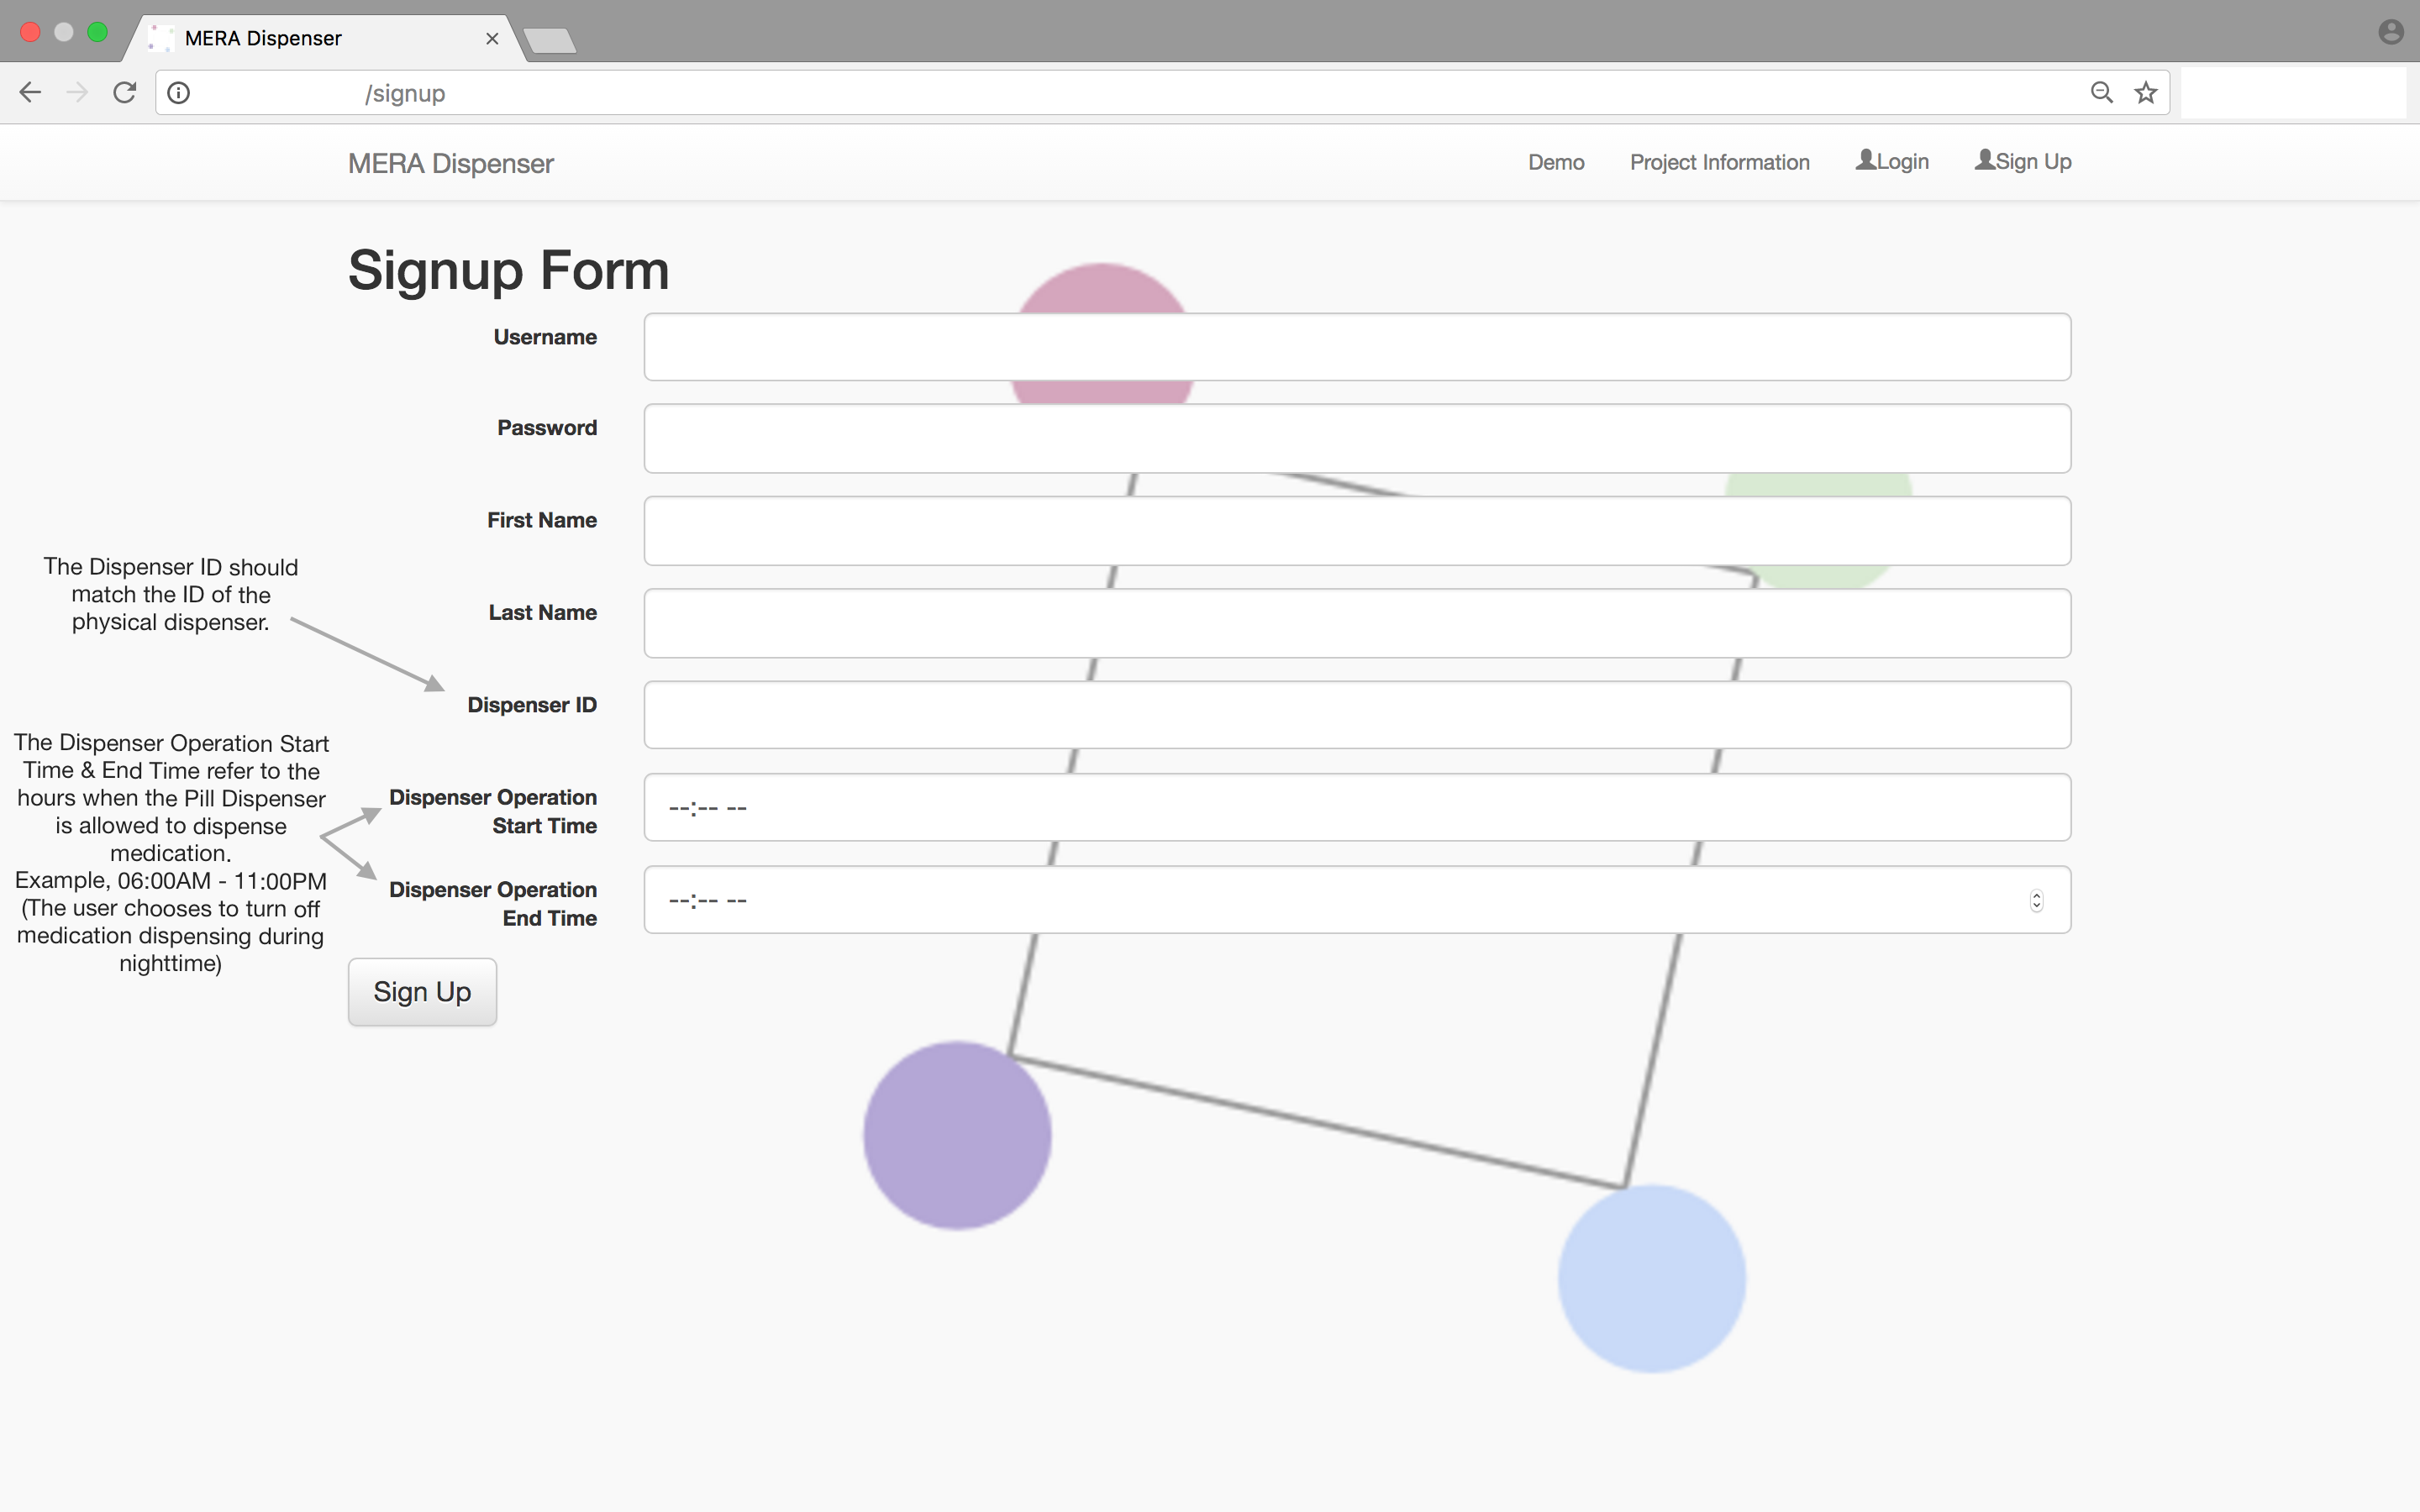 MERA Dispenser
/signup
MERA Dispenser
Demo
Project Information
Login
Sign Up
Signup Form
Username
Password
First Name
Last Name
The Dispenser ID should
match the ID of the
physical dispenser.
Dispenser ID
The Dispenser Operation Start
Time & End Time refer to the
hours when the Pill Dispenser
is allowed to dispense
medication.
Example, 06:00AM - 11:00PM
(The user chooses to turn off
medication dispensing during
nighttime)
Dispenser Operation
Start Time
--:-- --
Dispenser Operation
End Time
--:-- --
Sign Up